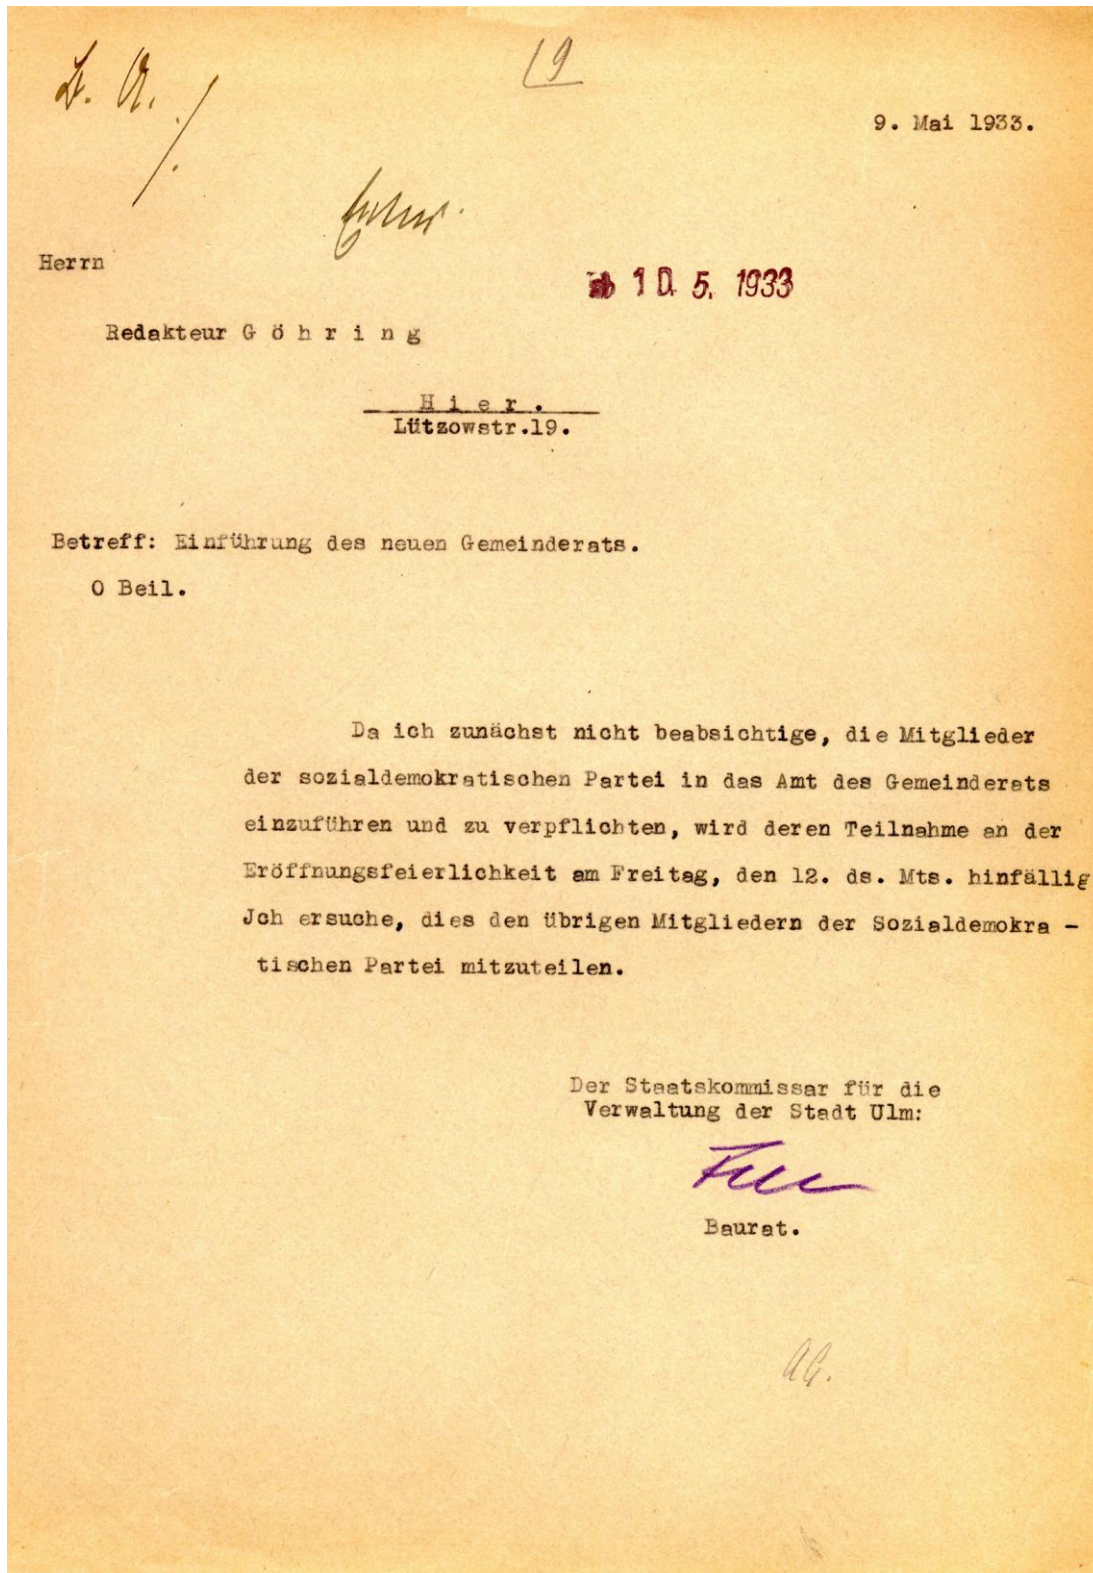 19
9. Mai 1933.
Herrn
ab 10. 5. 1933
Redakteur G ö h r i n g
H i e r .
Lützowstr.19.
Betreff: Einführung des neuen Gemeinderats.
0 Beil.
Da ich zunächst nicht beabsichtige, die Mitglieder
der sozialdemokratischen Partei in das Amt des Gemeinderats
einzuführen und zu verpflichten, wird deren Teilnahme an der
Eröffnungsfeierlichkeit am Freitag, den 12. ds. Mts. hinfällig
Jch ersuche, dies den übrigen Mitgliedern der Sozialdemokra -
tischen Partei mitzuteilen.
Der Staatskommissar für die
Verwaltung der Stadt Ulm:
Baurat.